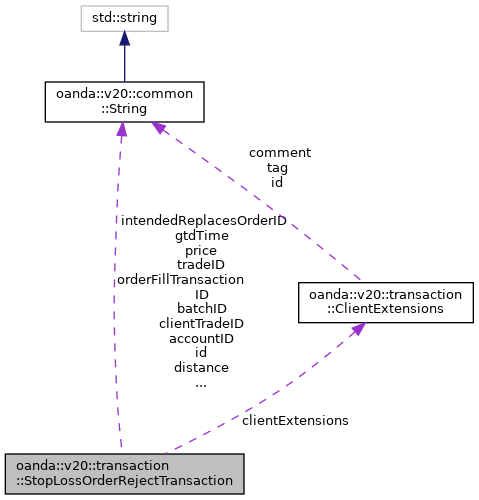 std::string
oanda::v20::common
::String
comment
tag
id
intendedReplacesOrderID
gtdTime
price
tradeID
orderFillTransaction
ID
batchID
clientTradeID
accountID
id
distance
...
oanda::v20::transaction
::ClientExtensions
clientExtensions
oanda::v20::transaction
::StopLossOrderRejectTransaction